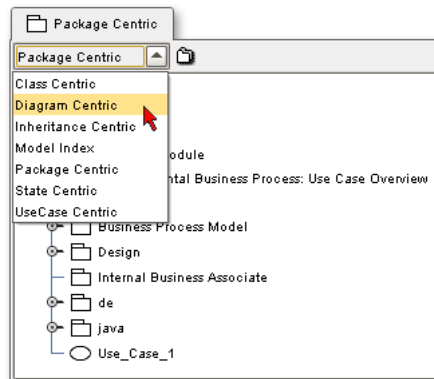 Package Centric
Package Centric
Class Centric
Diagram Centric
Inheritance Centric
Model Index
odule
Package Centric
ntal Business Process: Use Case Overview
State Centric
UseCase Centric
Business Process Model
Design
Internal Business Associate
de
java
Use_Case_1